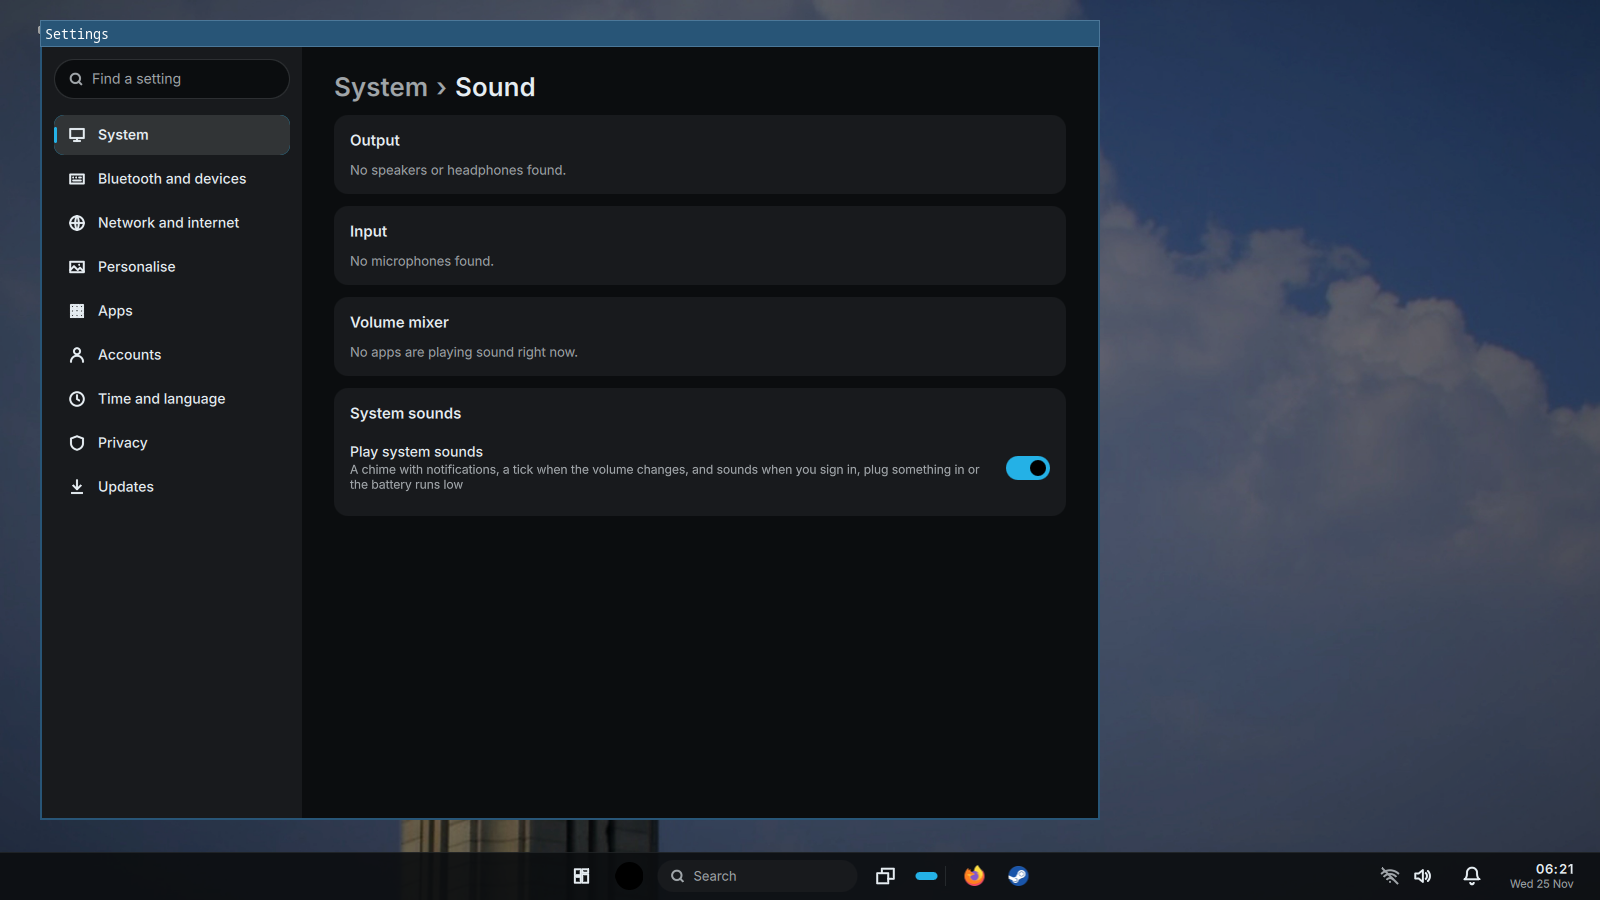 Settings
Find a setting
System
Bluetooth and devices
Network and internet
Personalise
Apps
Accounts
Time and language
Privacy
Updates
System › Sound
Output
No speakers or headphones found.
Input
No microphones found.
Volume mixer
No apps are playing sound right now.
System sounds
Play system sounds
A chime with notifications, a tick when the volume changes, and sounds when you sign in, plug something in or
the battery runs low
Search
06:21
Wed 25 Nov